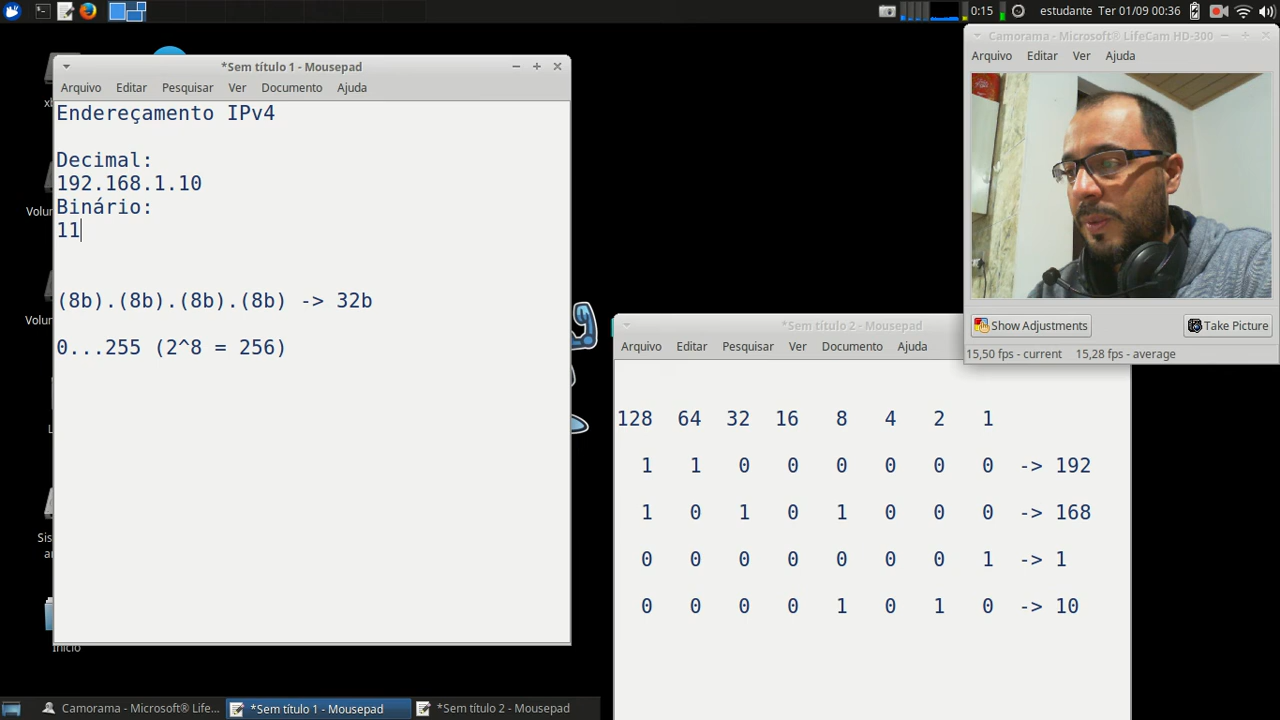 0:15
estudante Ter 01/09 00:36
*Sem título 1 - Mousepad
Arquivo Editar Pesquisar Ver Documento Ajuda
Endereçamento IPv4
Decimal:
192.168.1.10
Binário:
11
(8b).(8b).(8b).(8b) -> 32b
0...255 (2^8 = 256)
Camorama - Microsoft® LifeCam HD-300
Arquivo Editar Ver Ajuda
Show Adjustments
Take Picture
15,50 fps - current 15,28 fps - average
*Sem título 2 - Mousepad
Arquivo Editar Pesquisar Ver Documento Ajuda
128 64 32 16 8 4 2 1
1 1 0 0 0 0 0 0 -> 192
1 0 1 0 1 0 0 0 -> 168
0 0 0 0 0 0 0 1 -> 1
0 0 0 0 1 0 1 0 -> 10
Início
Camorama - Microsoft® Life...
*Sem título 1 - Mousepad
*Sem título 2 - Mousepad